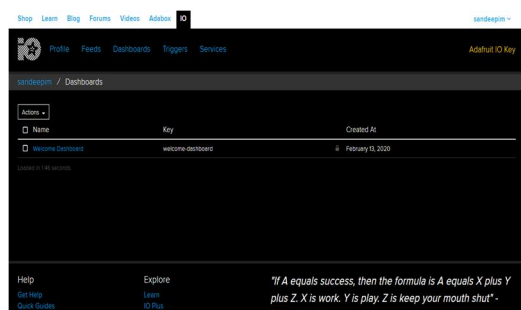 Shop Learn Blog Forums Videos Adabox IO sandeepim
Profile Feeds Dashboards Triggers Services Adafruit IO Key
sandeepim / Dashboards
Actions
Name Key Created At
Welcome Dashboard welcome-dashboard February 13, 2020
Loaded in 1.46 seconds.
Help Explore "If A equals success, then the formula is A equals X plus Y
Get Help Learn plus Z. X is work. Y is play. Z is keep your mouth shut" -
Quick Guides IO Plus